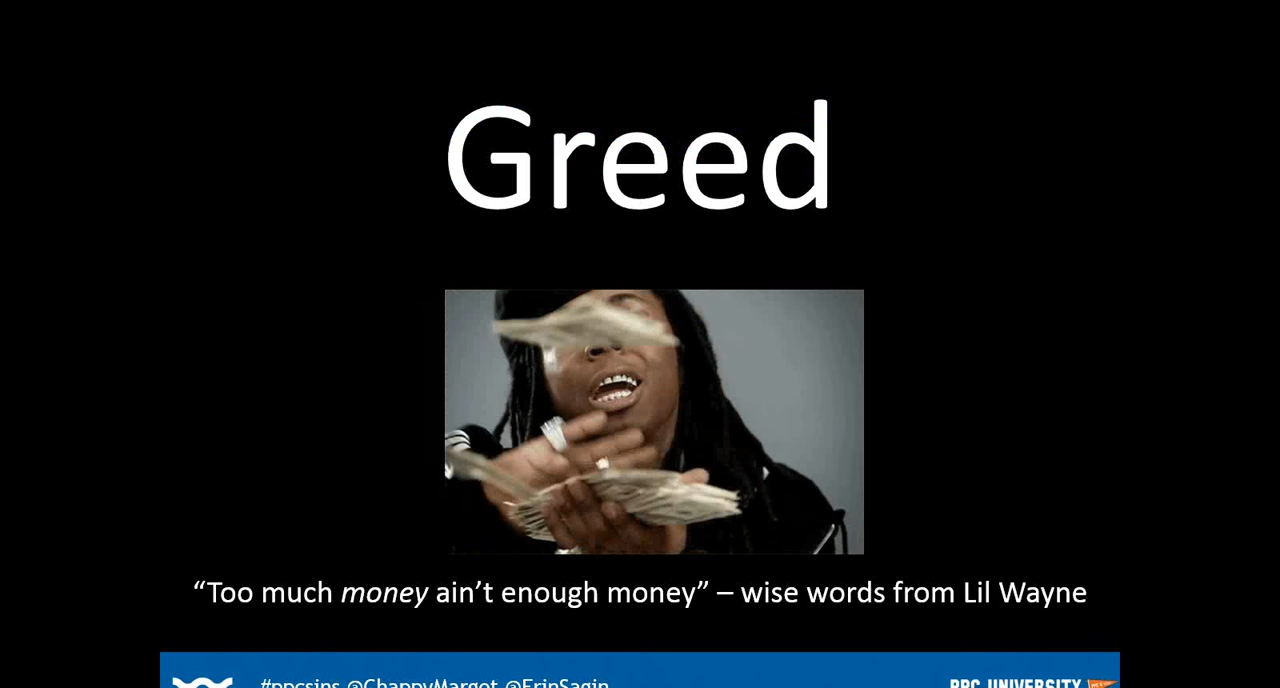 Greed
“Too much money ain’t enough money” – wise words from Lil Wayne
#ppcsins @ChappyMargot @ErinSagin
PPC UNIVERSITY